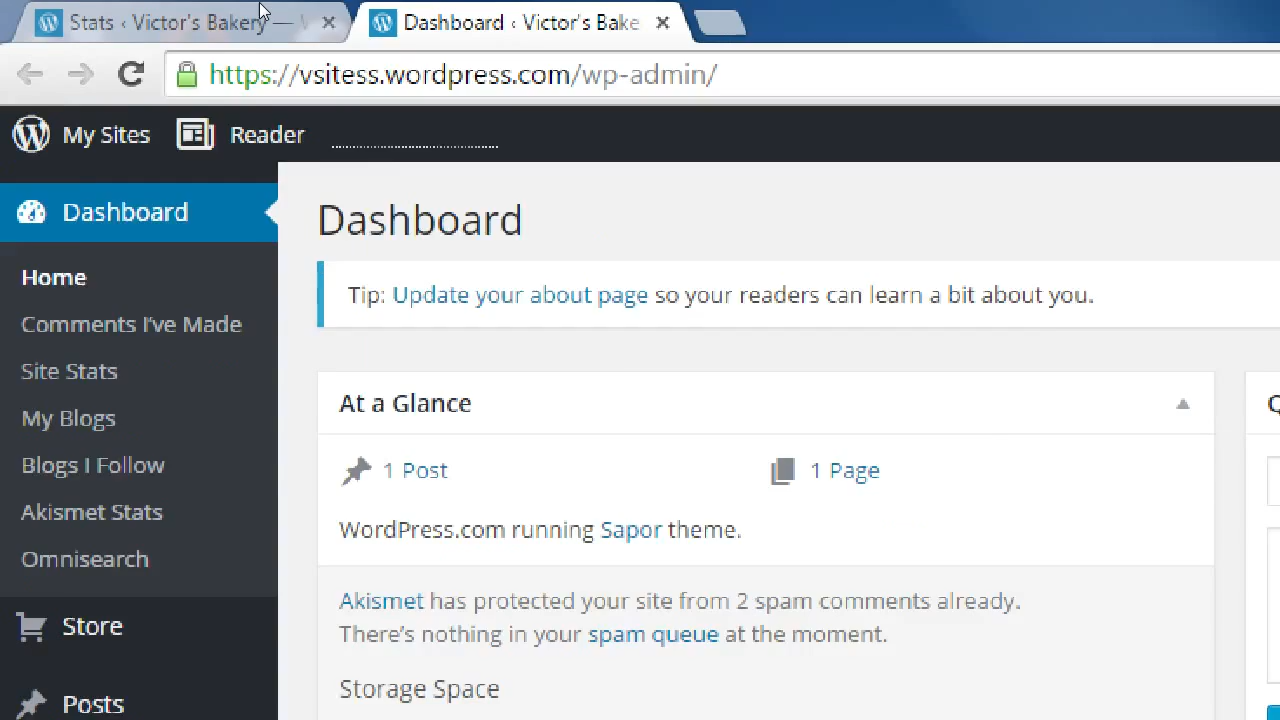 Stats ‹ Victor's Bakery —
Dashboard ‹ Victor's Bake
https://vsitess.wordpress.com/wp-admin/
My Sites
Reader
Dashboard
Home
Comments I've Made
Site Stats
My Blogs
Blogs I Follow
Akismet Stats
Omnisearch
Store
Posts
Dashboard
Tip: Update your about page so your readers can learn a bit about you.
At a Glance
1 Post
1 Page
WordPress.com running Sapor theme.
Akismet has protected your site from 2 spam comments already.
There's nothing in your spam queue at the moment.
Storage Space